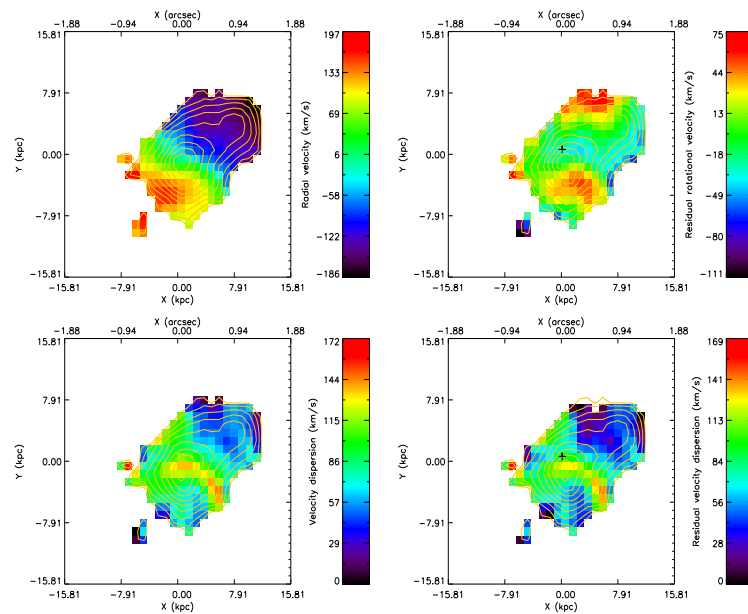 X (arcsec)
-1.88 -0.94 0.00 0.94 1.88
15.81
7.91
0.00
-7.91
-15.81
Y (kpc)
-15.81 -7.91 0.00 7.91 15.81
X (kpc)
197
133
69
6
-58
-122
-186
Radial velocity (km/s)
X (arcsec)
-1.88 -0.94 0.00 0.94 1.88
15.81
7.91
0.00
-7.91
-15.81
Y (kpc)
-15.81 -7.91 0.00 7.91 15.81
X (kpc)
75
44
13
-18
-49
-80
-111
Residual rotational velocity (km/s)
X (arcsec)
-1.88 -0.94 0.00 0.94 1.88
15.81
7.91
0.00
-7.91
-15.81
Y (kpc)
-15.81 -7.91 0.00 7.91 15.81
X (kpc)
172
143
115
86
57
29
0
Velocity dispersion (km/s)
X (arcsec)
-1.88 -0.94 0.00 0.94 1.88
15.81
7.91
0.00
-7.91
-15.81
Y (kpc)
-15.81 -7.91 0.00 7.91 15.81
X (kpc)
169
141
113
84
56
28
0
Residual velocity dispersion (km/s)